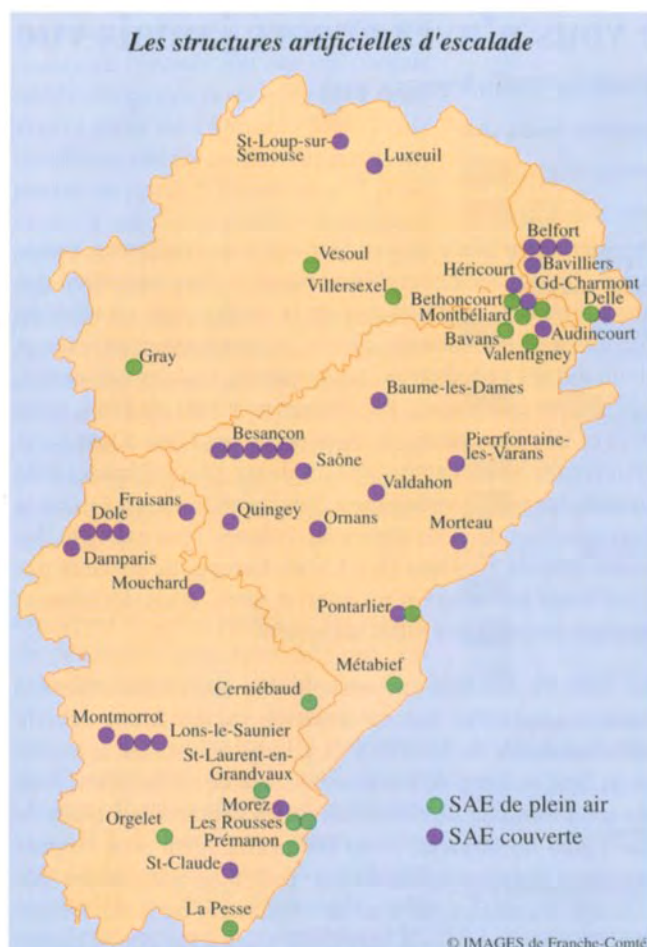 Les structures artificielles d'escalade
St-Loup-sur-
Semouse
Luxeuil
Belfort
Vesoul
Bavilliers
Héricourt
Villersexel
Gd-Charmont
Bethoncourt
Delle
Montbéliard
Audincourt
Bavans
Valentigney
Gray
Baume-les-Dames
Besançon
Pierrfontaine-
les-Varans
Saône
Valdahon
Fraisans
Quingey
Dole
Ornans
Morteau
Damparis
Mouchard
Pontarlier
Métabief
Cerniébaud
Montmorrot
Lons-le-Saunier
St-Laurent-en-
Grandvaux
Morez
SAE de plein air
Orgelet
Les Rousses
SAE couverte
Prémanon
St-Claude
La Pesse
© IMAGES de Franche-Comté